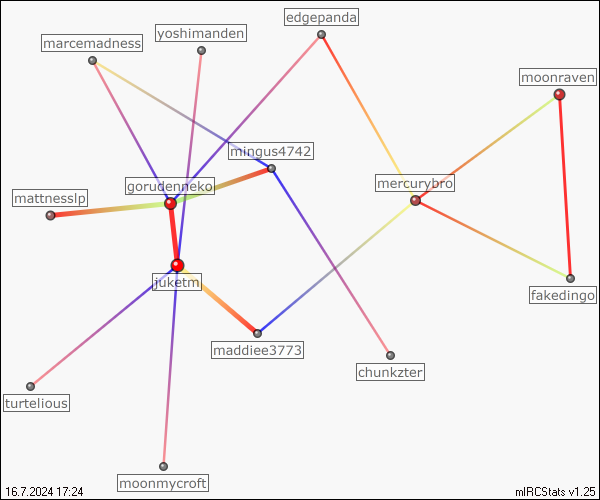 edgepanda
yoshimanden
marcemadness
moonraven
mingus4742
gorudenneko
mercurybro
mattnesslp
juketm
fakedingo
maddiee3773
chunkzter
turtelious
moonmycroft
16.7.2024 17:24
mIRCStats v1.25